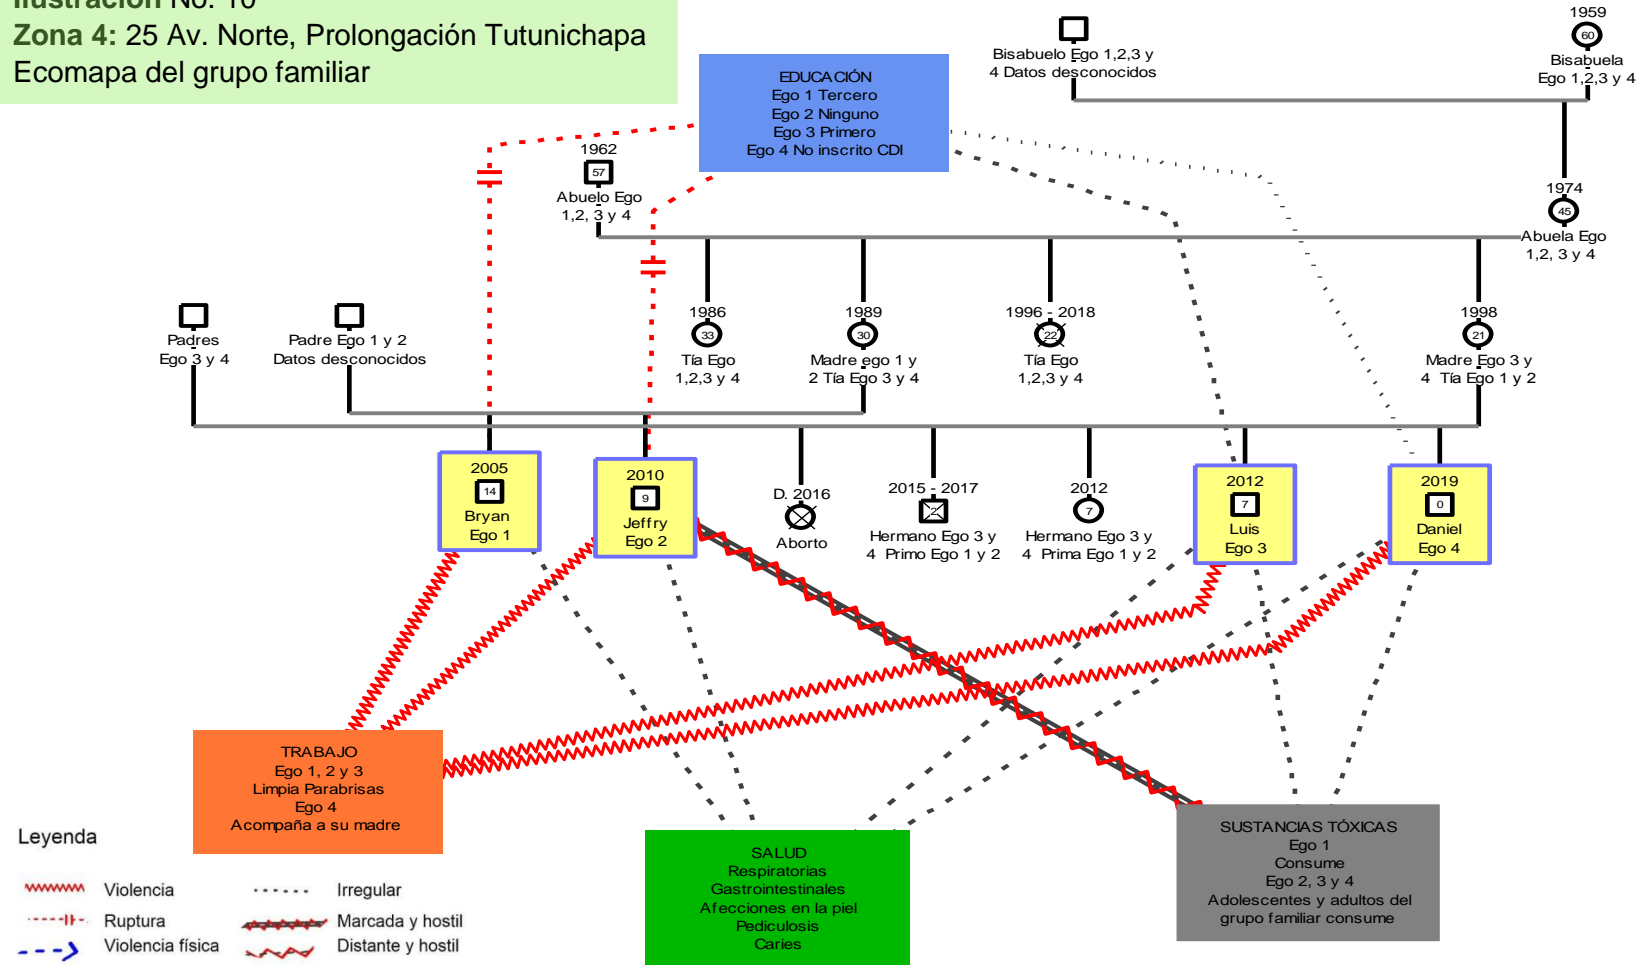 Ilustración No. 10
Zona 4: 25 Av. Norte, Prolongación Tutunichapa
Ecomapa del grupo familiar
Bisabuelo Ego 1,2,3 y
4 Datos desconocidos
1959
60
Bisabuela
Ego 1,2,3 y 4
EDUCACIÓN
Ego 1 Tercero
Ego 2 Ninguno
Ego 3 Primero
Ego 4 No inscrito CDI
1962
57
Abuelo Ego
1,2, 3 y 4
1974
45
Abuela Ego
1,2, 3 y 4
Padres
Ego 3 y 4
Padre Ego 1 y 2
Datos desconocidos
1986
33
Tía Ego
1,2,3 y 4
1989
30
Madre ego 1 y
2 Tía Ego 3 y 4
1996 - 2018
22
Tía Ego
1,2,3 y 4
1998
21
Madre Ego 3 y
4 Tía Ego 1 y 2
2005
14
Bryan
Ego 1
2010
9
Jeffry
Ego 2
D. 2016
Aborto
2015 - 2017
2
Hermano Ego 3 y
4 Primo Ego 1 y 2
2012
7
Hermano Ego 3 y
4 Prima Ego 1 y 2
2012
7
Luis
Ego 3
2019
0
Daniel
Ego 4
TRABAJO
Ego 1, 2 y 3
Limpia Parabrisas
Ego 4
Acompaña a su madre
SALUD
Respiratorias
Gastrointestinales
Afecciones en la piel
Pediculosis
Caries
SUSTANCIAS TÓXICAS
Ego 1
Consume
Ego 2, 3 y 4
Adolescentes y adultos del
grupo familiar consume
Leyenda
Violencia
Irregular
Ruptura
Marcada y hostil
Violencia física
Distante y hostil